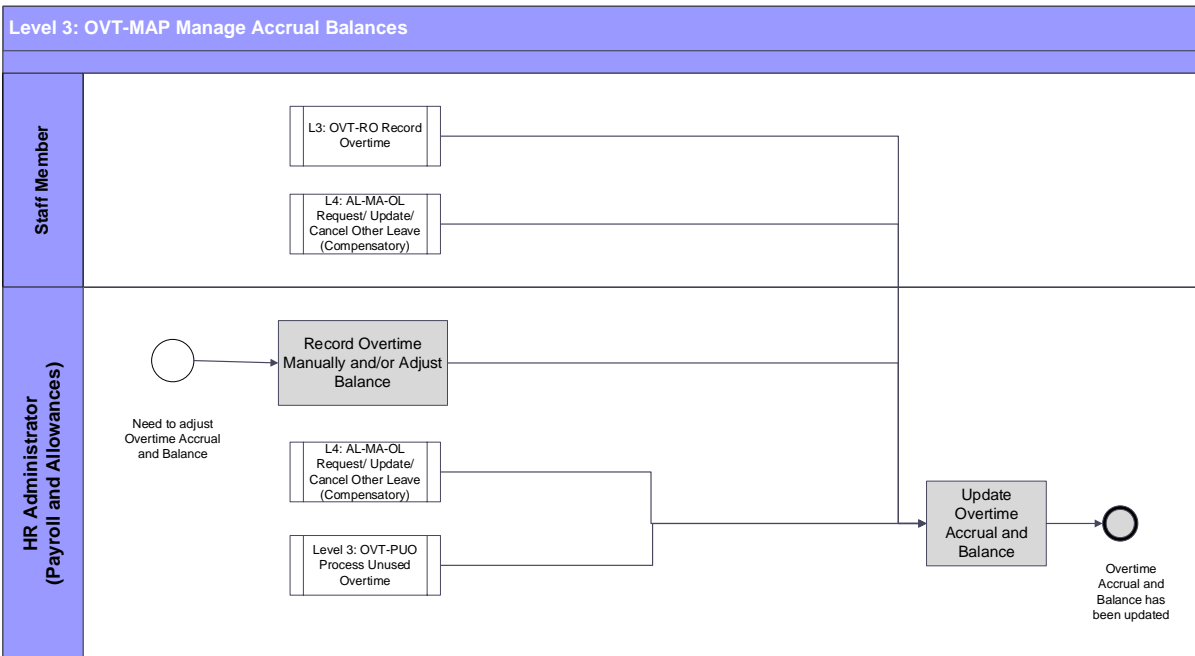 Level 3: OVT-MAP Manage Accrual Balances
Staff Member
L3: OVT-RO Record
Overtime
L4: AL-MA-OL
Request/ Update/
Cancel Other Leave
(Compensatory)
HR Administrator
(Payroll and Allowances)
Need to adjust
Overtime Accrual
and Balance
Record Overtime
Manually and/or Adjust
Balance
L4: AL-MA-OL
Request/ Update/
Cancel Other Leave
(Compensatory)
Level 3: OVT-PUO
Process Unused
Overtime
Update
Overtime
Accrual and
Balance
Overtime
Accrual and
Balance has
been updated